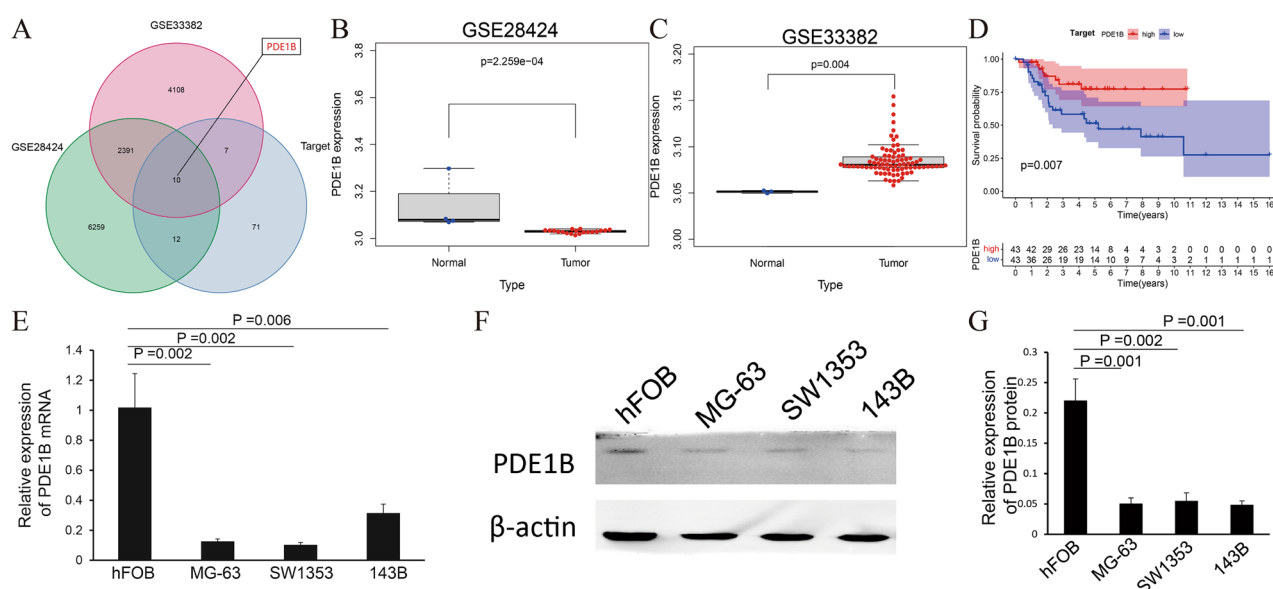 A
GSE33382
PDE1B
4108
GSE28424
Target
2391
7
10
6259
12
71
B
GSE28424
3.8
3.6
3.4
3.2
3.0
PDE1B expression
p=2.259e−04
Normal
Tumor
Type
C
GSE33382
3.20
3.15
3.10
3.05
3.00
PDE1B expression
p=0.004
Normal
Tumor
Type
D
Target PDE1B high low
1.00
0.75
0.50
0.25
0.00
Survival probability
p=0.007
0 1 2 3 4 5 6 7 8 9 10 11 12 13 14 15 16
Time(years)
PDE1B
high 43 42 29 26 23 14 8 4 4 3 2 0 0 0 0 0 0
low 43 36 26 19 19 14 10 9 7 4 3 2 1 1 1 1 1
0 1 2 3 4 5 6 7 8 9 10 11 12 13 14 15 16
Time(years)
E
P =0.006
P =0.002
P =0.002
1.4
1.2
1
0.8
0.6
0.4
0.2
0
Relative expression
of PDE1B mRNA
hFOB
MG-63
SW1353
143B
F
hFOB
MG-63
SW1353
143B
PDE1B
β-actin
G
P =0.001
P =0.002
P =0.001
0.3
0.25
0.2
0.15
0.1
0.05
0
Relative expression
of PDE1B protein
hFOB
MG-63
SW1353
143B